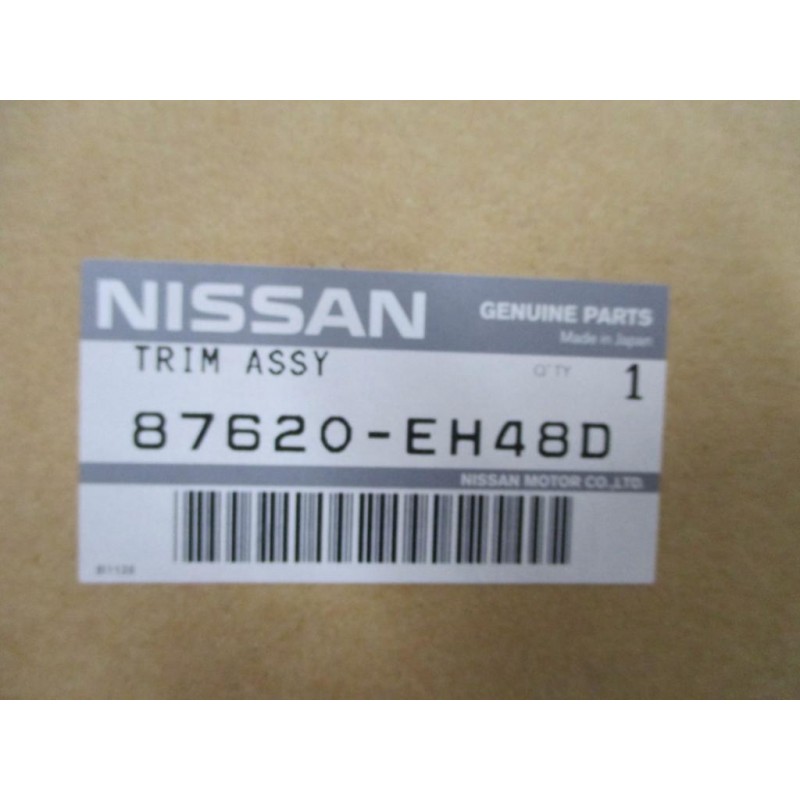 NISSAN GENUINE PARTS
Made in Japan
TRIM ASSY Q'TY 1
87620-EH48D
NISSAN MOTOR CO.,LTD.